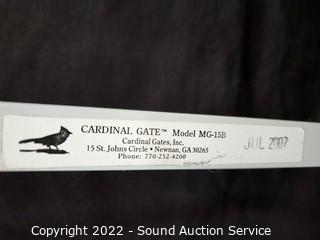 CARDINAL GATE™ Model MG-15B
Cardinal Gates, Inc.
15 St. Johns Circle • Newnan, GA 30265
Phone: 770-252-4200
JUL 2007
Copyright 2022 - Sound Auction Service